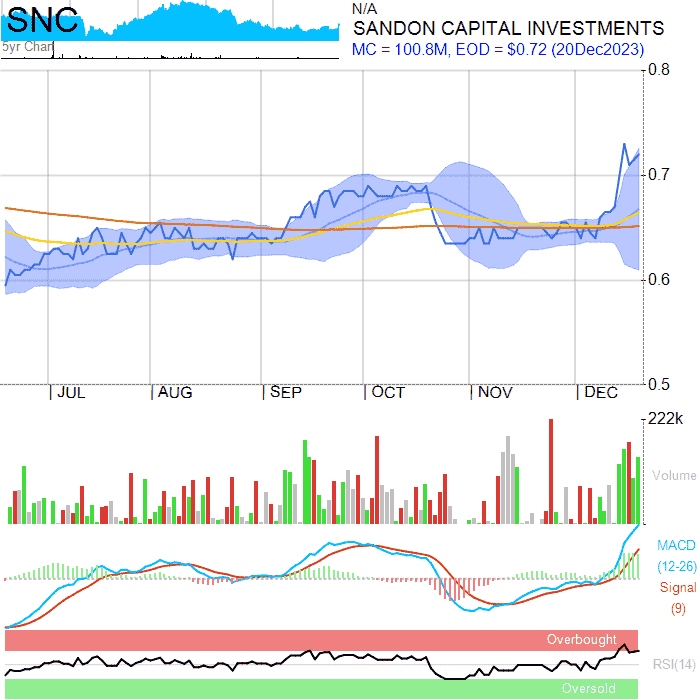 SNC
N/A
SANDON CAPITAL INVESTMENTS
5yr Chart
MC = 100.8M, EOD = $0.72 (20Dec2023)
0.8
0.7
0.6
0.5
JUL AUG SEP OCT NOV DEC
222k
Volume
MACD
(12-26)
Signal
(9)
Overbought
RSI(14)
Oversold